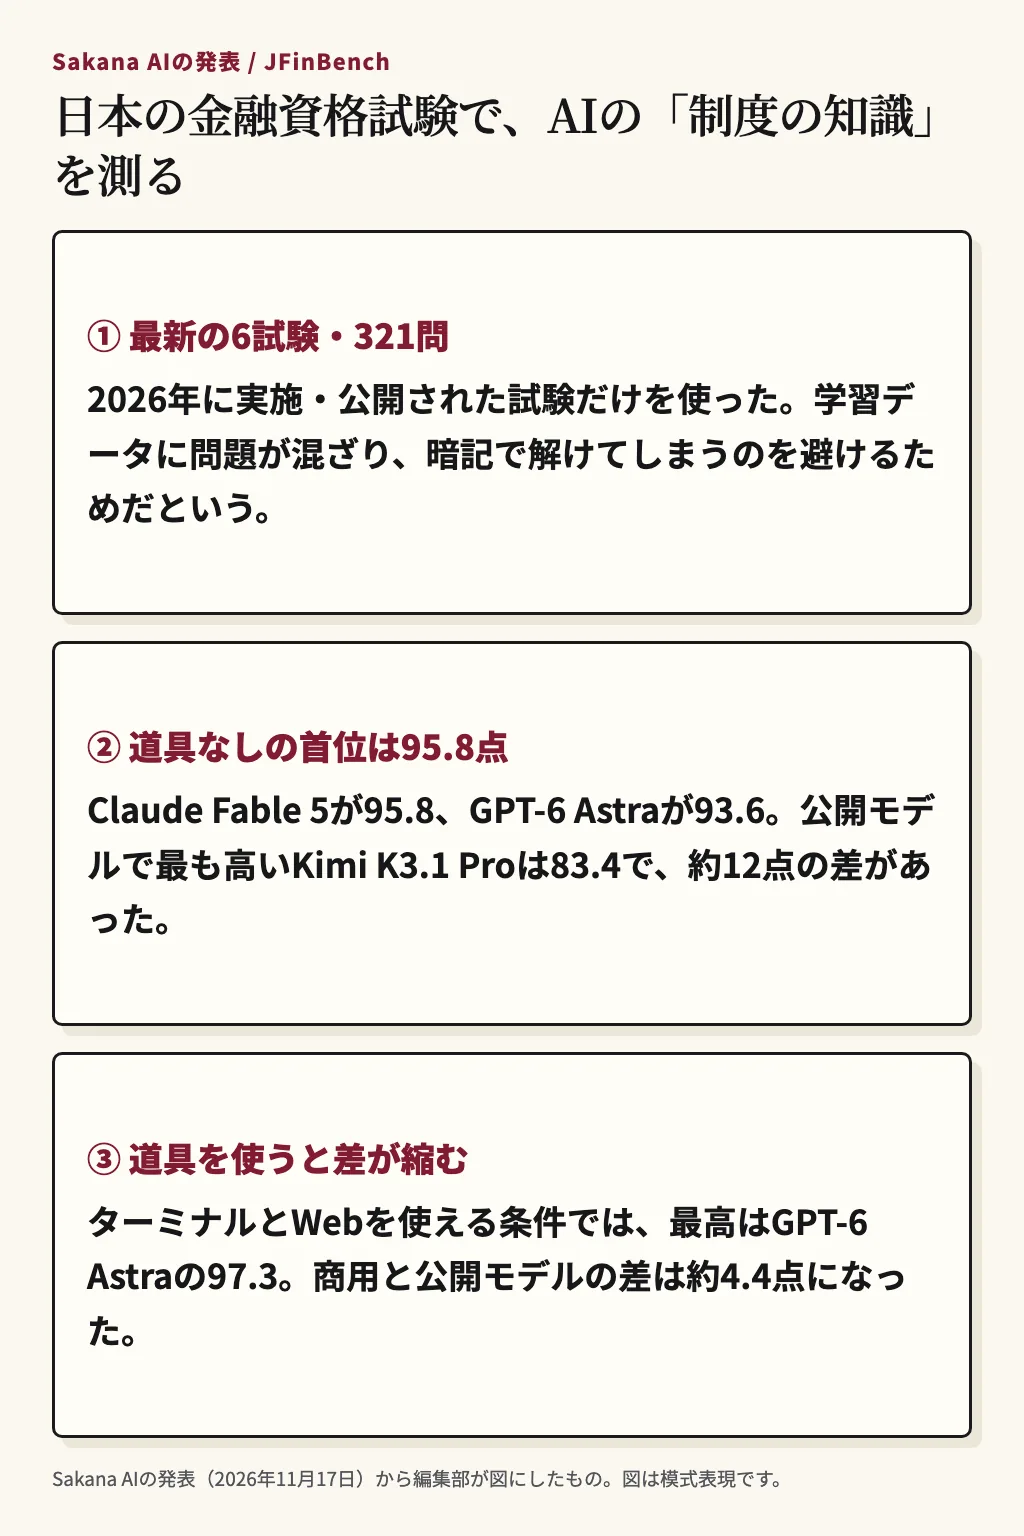 Sakana AIの発表 / JFinBench
日本の金融資格試験で、AIの「制度の知識」
を測る
① 最新の6試験・321問
2026年に実施・公開された試験だけを使った。学習デ
ータに問題が混ざり、暗記で解けてしまうのを避けるた
めだという。
② 道具なしの首位は95.8点
Claude Fable 5が95.8、GPT-6 Astraが93.6。公開モデ
ルで最も高いKimi K3.1 Proは83.4で、約12点の差があ
った。
③ 道具を使うと差が縮む
ターミナルとWebを使える条件では、最高はGPT-6
Astraの97.3。商用と公開モデルの差は約4.4点になっ
た。
Sakana AIの発表（2026年11月17日）から編集部が図にしたもの。図は模式表現です。